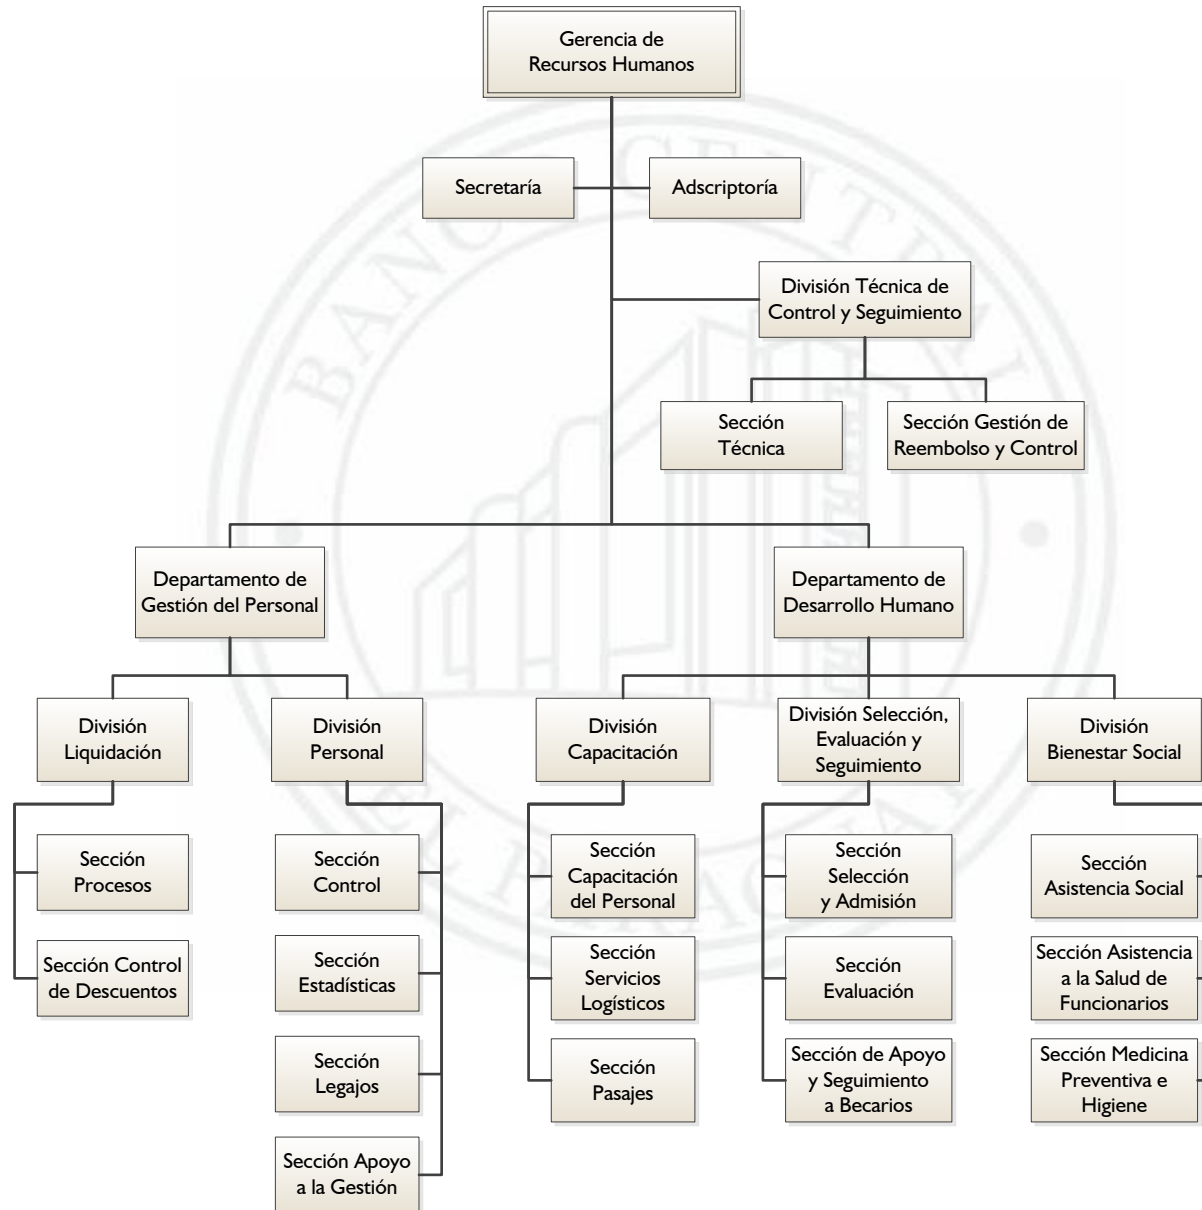 Gerencia de
Recursos Humanos
Secretaría
Adscriptoría
División Técnica de
Control y Seguimiento
Sección
Técnica
Sección Gestión de
Reembolso y Control
Departamento de
Gestión del Personal
Departamento de
Desarrollo Humano
División
Liquidación
División
Personal
División
Capacitación
División Selección,
Evaluación y
Seguimiento
División
Bienestar Social
Sección
Procesos
Sección Control
de Descuentos
Sección
Control
Sección
Estadísticas
Sección
Legajos
Sección Apoyo
a la Gestión
Sección
Capacitación
del Personal
Sección
Servicios
Logísticos
Sección
Pasajes
Sección
Selección
y Admisión
Sección
Evaluación
Sección de Apoyo
y Seguimiento
a Becarios
Sección
Asistencia Social
Sección Asistencia
a la Salud de
Funcionarios
Sección Medicina
Preventiva e
Higiene
BANCO CENTRAL
DEL PARAGUAY